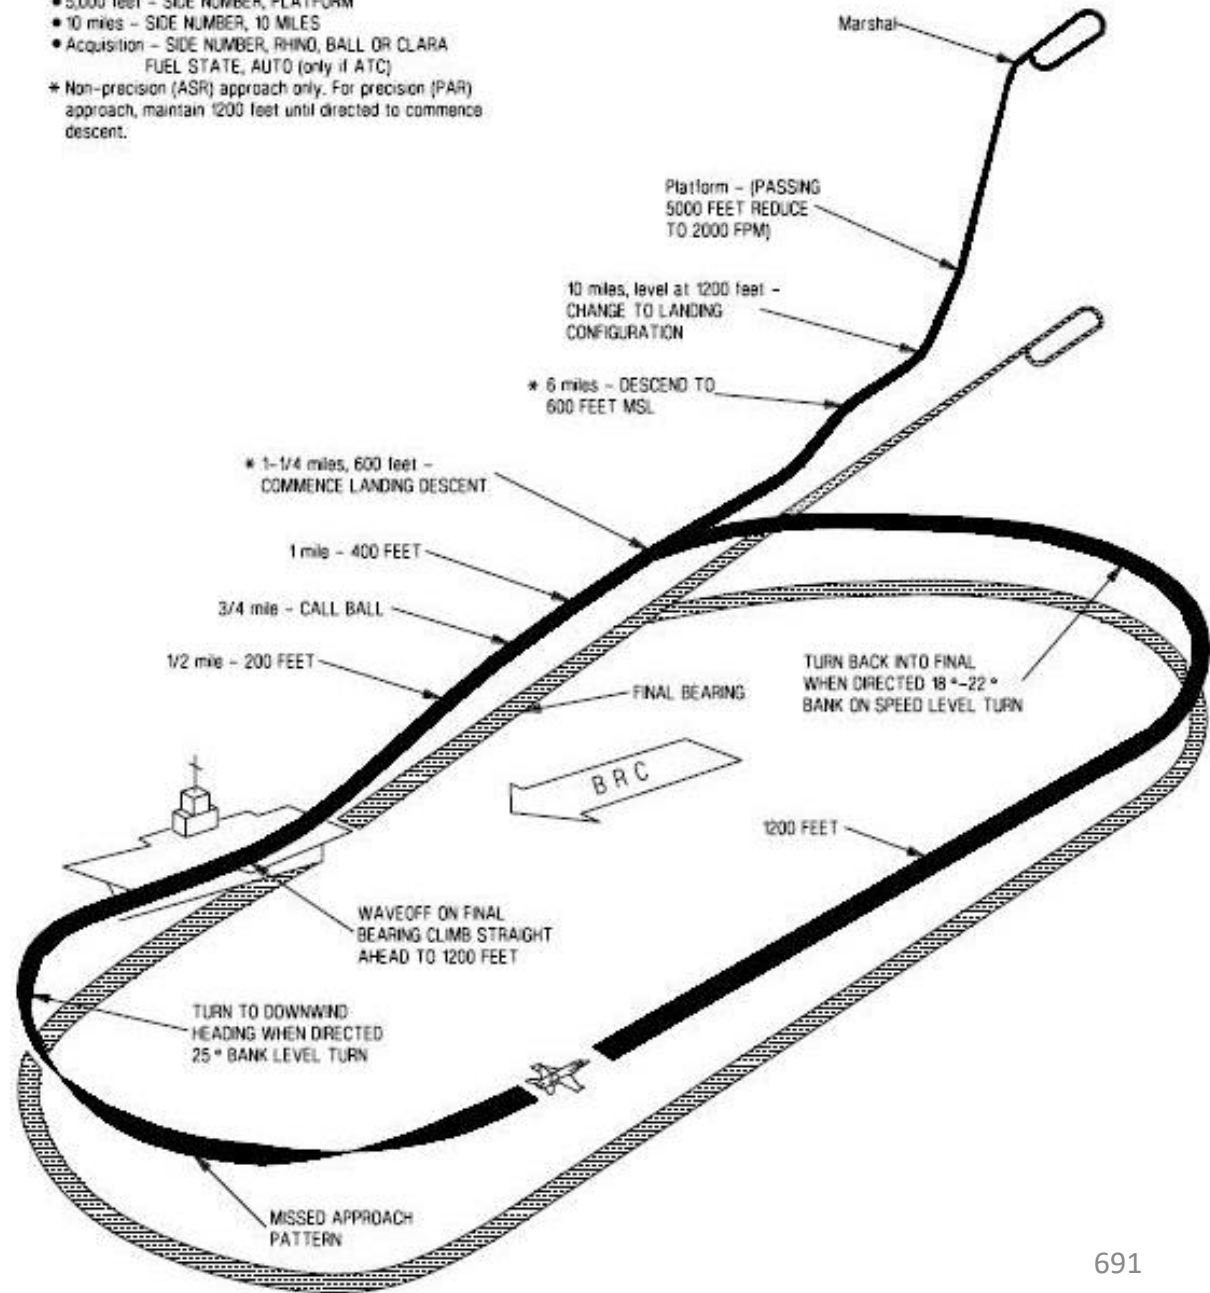 • 5,000 feet - SIDE NUMBER, PLATFORM
• 10 miles - SIDE NUMBER, 10 MILES
• Acquisition - SIDE NUMBER, RHINO, BALL OR CLARA
FUEL STATE, AUTO (only if ATC)
* Non-precision (ASR) approach only. For precision (PAR)
approach, maintain 1200 feet until directed to commence
descent.
Marshal
Platform - (PASSING
5000 FEET REDUCE
TO 2000 FPM)
10 miles, level at 1200 feet -
CHANGE TO LANDING
CONFIGURATION
* 6 miles - DESCEND TO
600 FEET MSL
* 1-1/4 miles, 600 feet -
COMMENCE LANDING DESCENT
1 mile - 400 FEET
3/4 mile - CALL BALL
1/2 mile - 200 FEET
FINAL BEARING
TURN BACK INTO FINAL
WHEN DIRECTED 18°-22°
BANK ON SPEED LEVEL TURN
BRC
1200 FEET
WAVEOFF ON FINAL
BEARING CLIMB STRAIGHT
AHEAD TO 1200 FEET
TURN TO DOWNWIND
HEADING WHEN DIRECTED
25° BANK LEVEL TURN
MISSED APPROACH
PATTERN
691